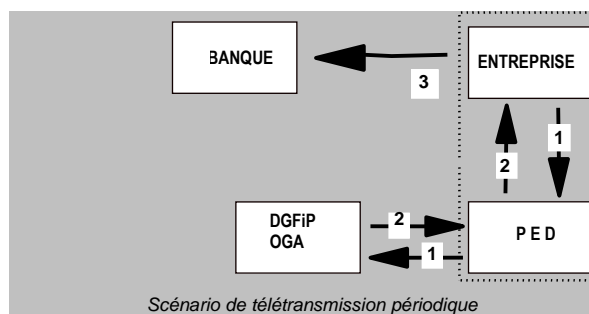 BANQUE
ENTREPRISE
3
1
2
DGFiP
OGA
2
1
P E D
Scénario de télétransmission périodique